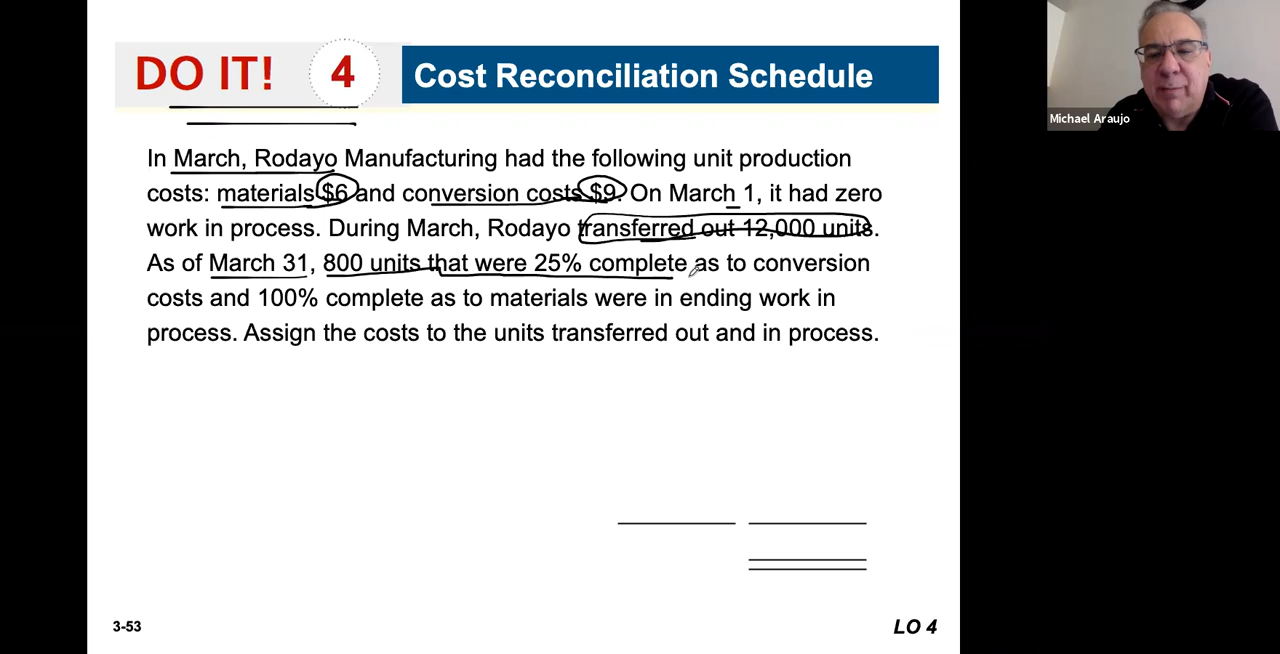 DO IT! 4 Cost Reconciliation Schedule
Michael Araujo
In March, Rodayo Manufacturing had the following unit production
costs: materials $6 and conversion costs $9. On March 1, it had zero
work in process. During March, Rodayo transferred out 12,000 units.
As of March 31, 800 units that were 25% complete as to conversion
costs and 100% complete as to materials were in ending work in
process. Assign the costs to the units transferred out and in process.
3-53
LO 4